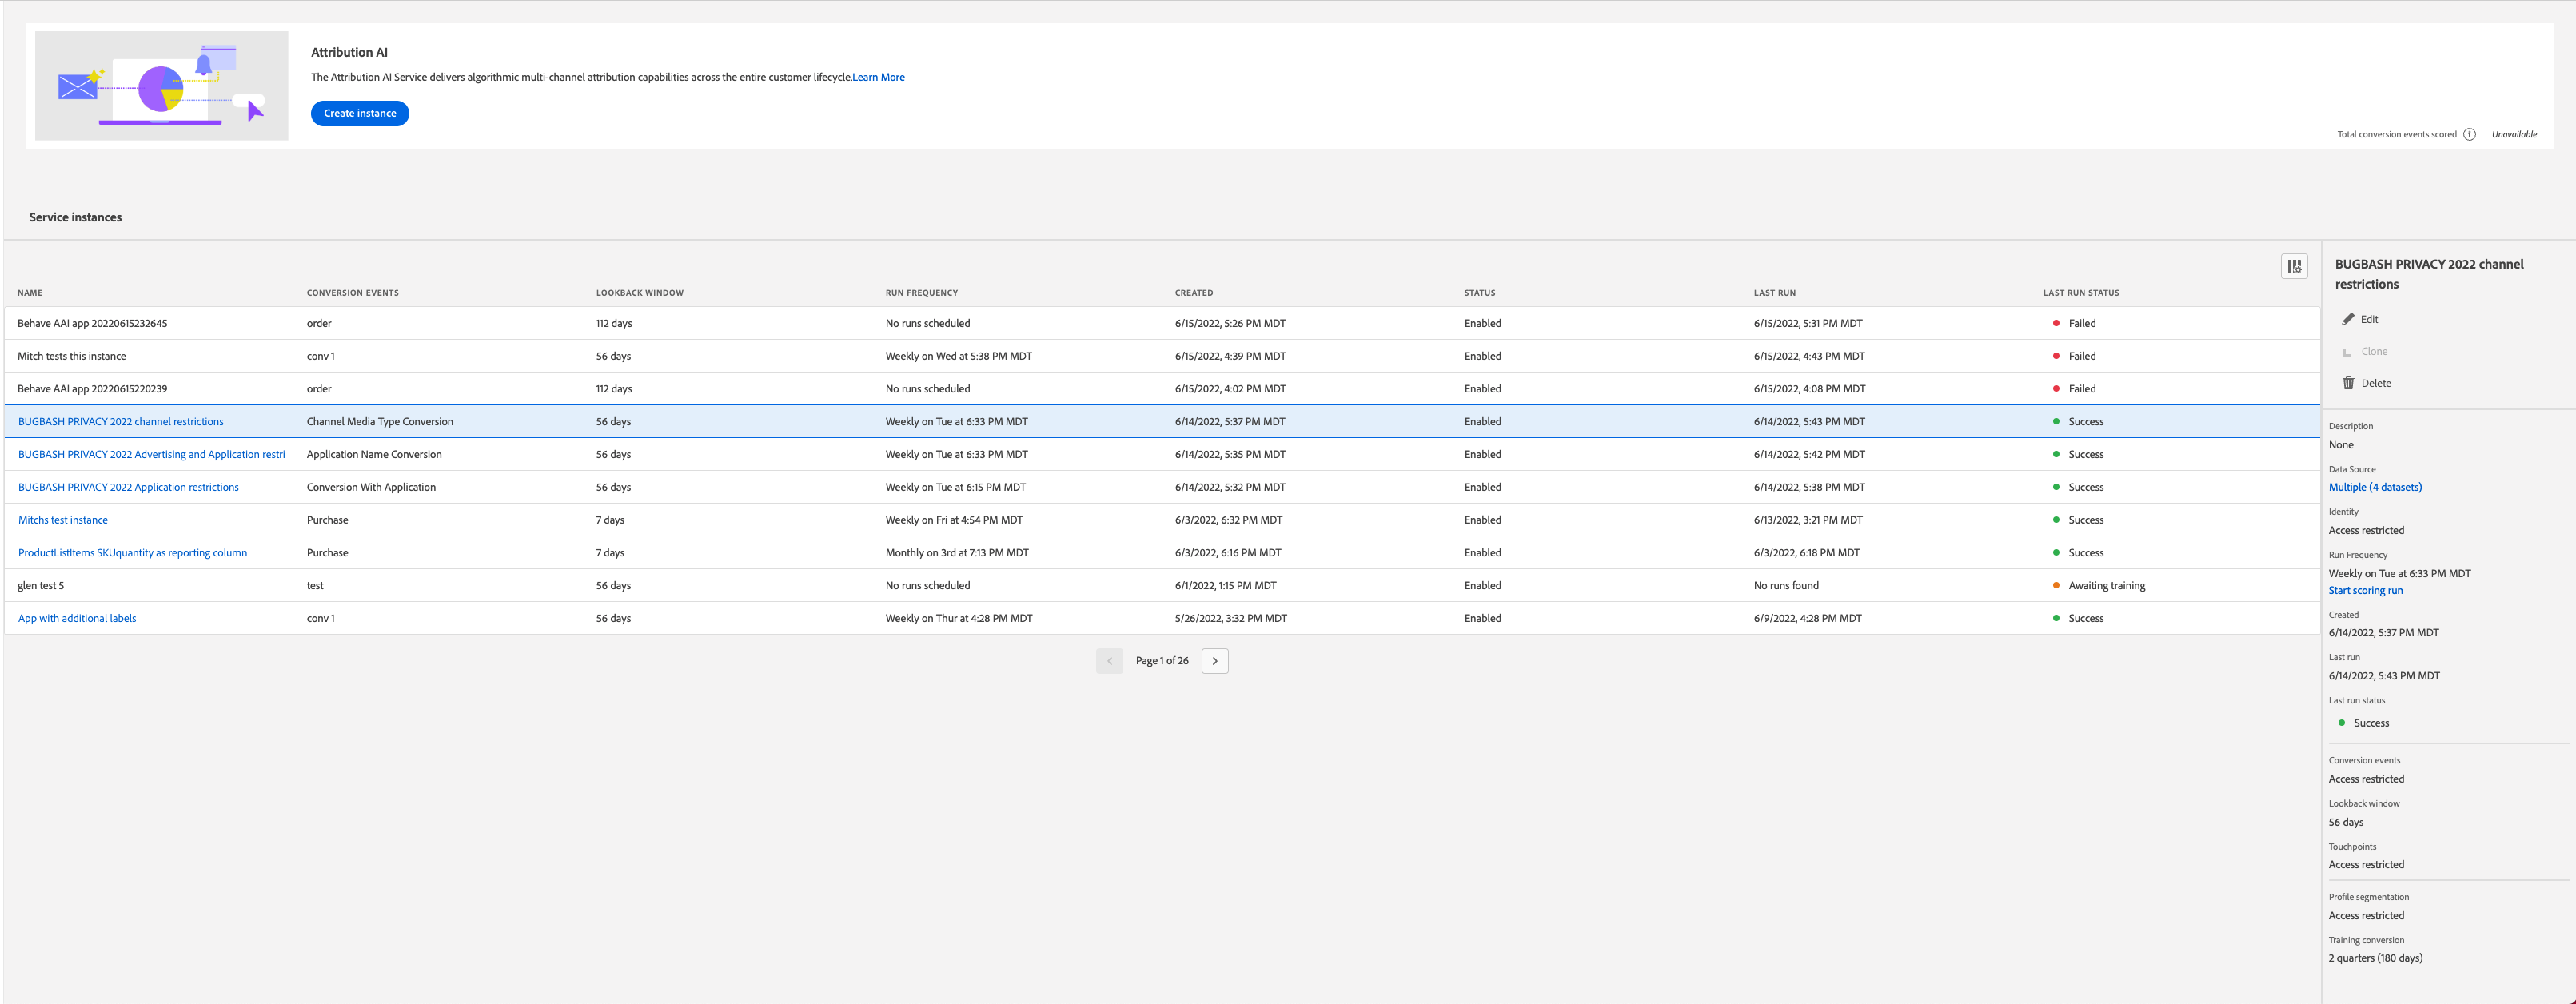 Attribution AI
The Attribution AI Service delivers algorithmic multi-channel attribution capabilities across the entire customer lifecycle.Learn More
Create instance
Total conversion events scored Unavailable
Service instances
NAME CONVERSION EVENTS LOOKBACK WINDOW RUN FREQUENCY CREATED STATUS LAST RUN LAST RUN STATUS
Behave AAI app 20220615232645 order 112 days No runs scheduled 6/15/2022, 5:26 PM MDT Enabled 6/15/2022, 5:31 PM MDT Failed
Mitch tests this instance conv 1 56 days Weekly on Wed at 5:38 PM MDT 6/15/2022, 4:39 PM MDT Enabled 6/15/2022, 4:43 PM MDT Failed
Behave AAI app 20220615220239 order 112 days No runs scheduled 6/15/2022, 4:02 PM MDT Enabled 6/15/2022, 4:08 PM MDT Failed
BUGBASH PRIVACY 2022 channel restrictions Channel Media Type Conversion 56 days Weekly on Tue at 6:33 PM MDT 6/14/2022, 5:37 PM MDT Enabled 6/14/2022, 5:43 PM MDT Success
BUGBASH PRIVACY 2022 Advertising and Application restri Application Name Conversion 56 days Weekly on Tue at 6:33 PM MDT 6/14/2022, 5:35 PM MDT Enabled 6/14/2022, 5:42 PM MDT Success
BUGBASH PRIVACY 2022 Application restrictions Conversion With Application 56 days Weekly on Tue at 6:15 PM MDT 6/14/2022, 5:32 PM MDT Enabled 6/14/2022, 5:38 PM MDT Success
Mitchs test instance Purchase 7 days Weekly on Fri at 4:54 PM MDT 6/3/2022, 6:32 PM MDT Enabled 6/13/2022, 3:21 PM MDT Success
ProductListItems SKUquantity as reporting column Purchase 7 days Monthly on 3rd at 7:13 PM MDT 6/3/2022, 6:16 PM MDT Enabled 6/3/2022, 6:18 PM MDT Success
glen test 5 test 56 days No runs scheduled 6/1/2022, 1:15 PM MDT Enabled No runs found Awaiting training
App with additional labels conv 1 56 days Weekly on Thur at 4:28 PM MDT 5/26/2022, 3:32 PM MDT Enabled 6/9/2022, 4:28 PM MDT Success
Page 1 of 26
BUGBASH PRIVACY 2022 channel
restrictions
Edit
Clone
Delete
Description
None
Data Source
Multiple (4 datasets)
Identity
Access restricted
Run Frequency
Weekly on Tue at 6:33 PM MDT
Start scoring run
Created
6/14/2022, 5:37 PM MDT
Last run
6/14/2022, 5:43 PM MDT
Last run status
Success
Conversion events
Access restricted
Lookback window
56 days
Touchpoints
Access restricted
Profile segmentation
Access restricted
Training conversion
2 quarters (180 days)